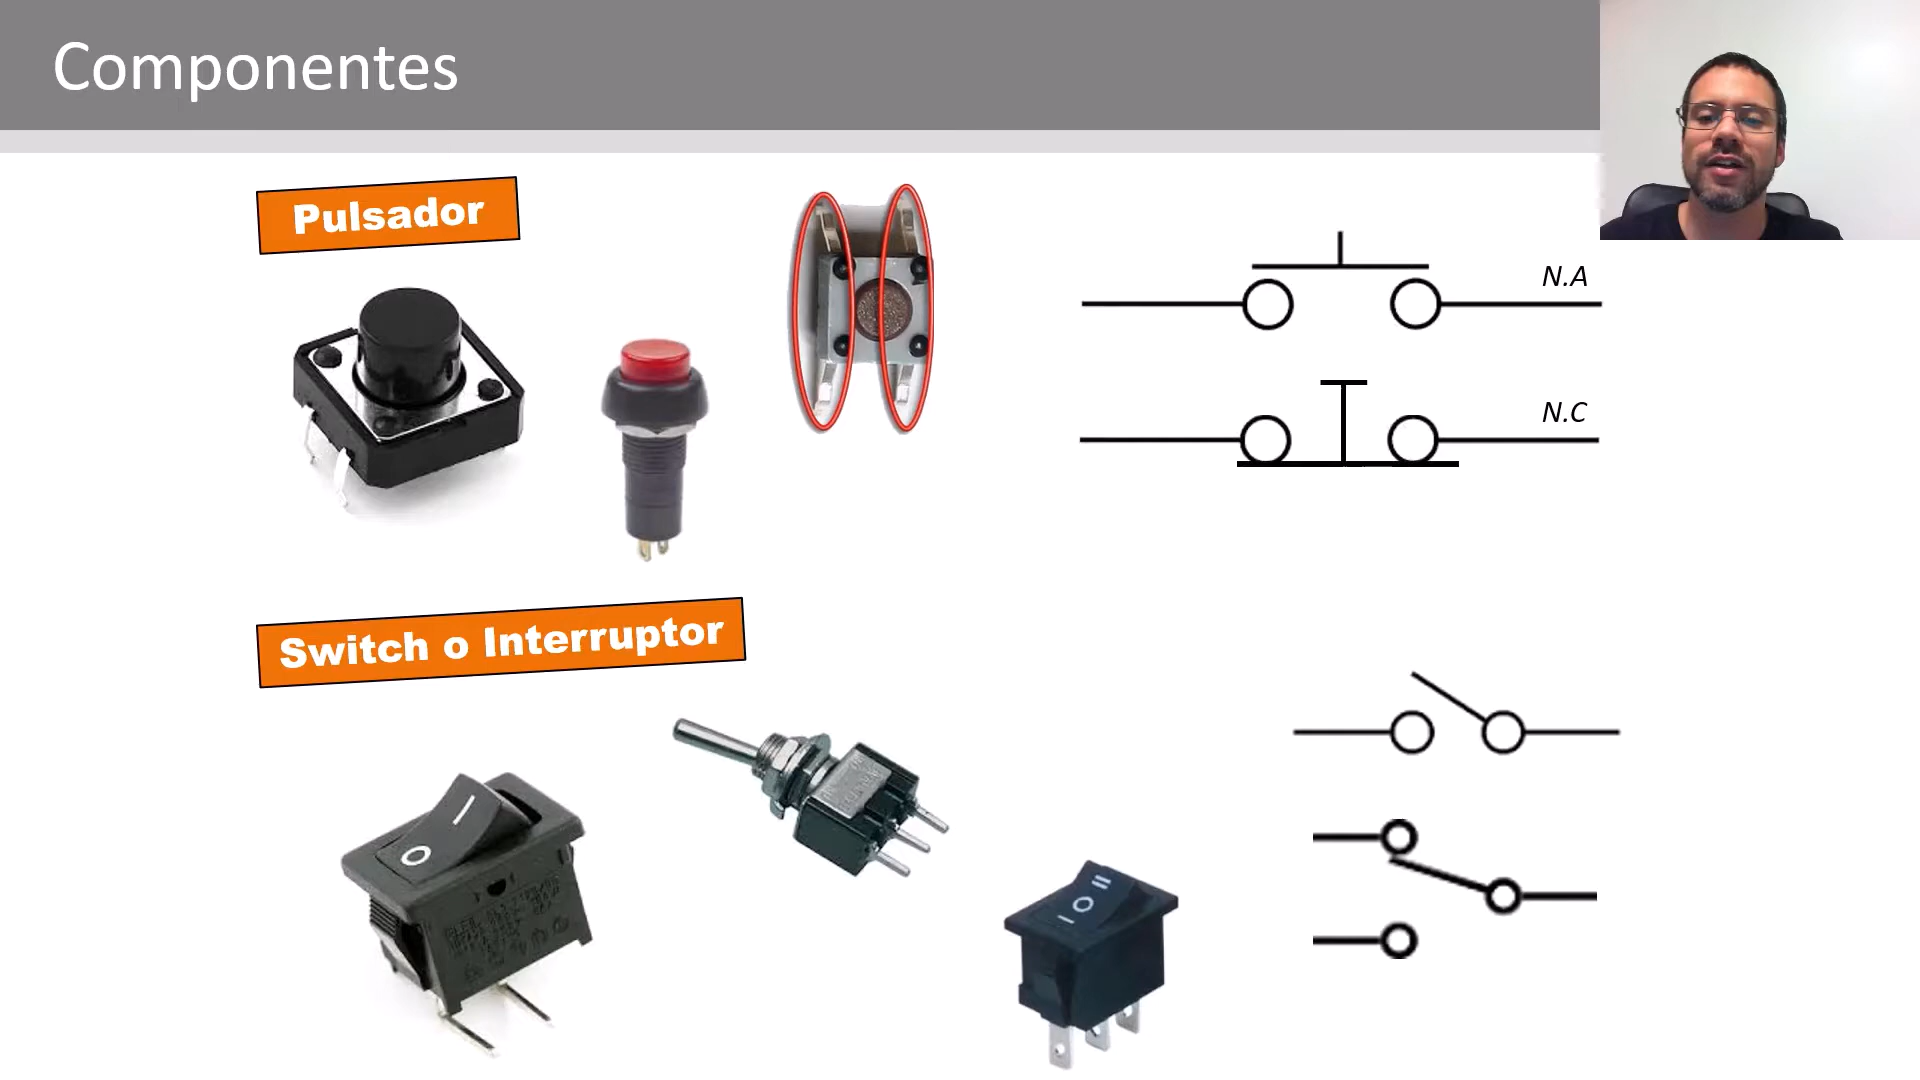 Componentes
Pulsador
N.A
N.C
Switch o Interruptor